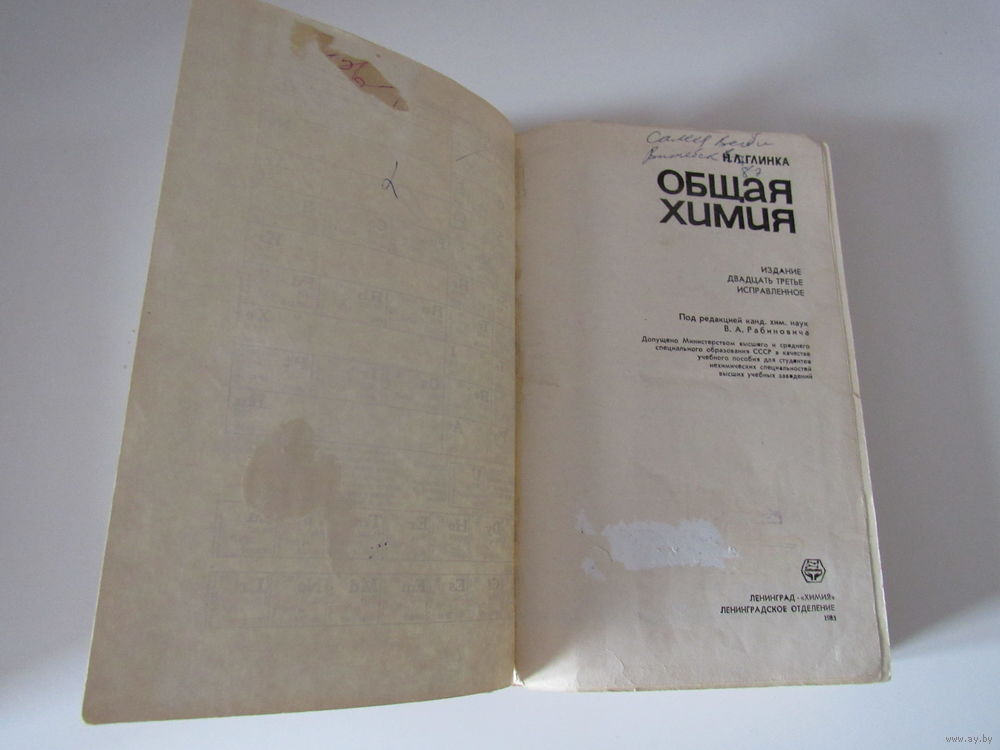 Н.Л.ГЛИНКА
ОБЩАЯ
ХИМИЯ
ИЗДАНИЕ
ДВАДЦАТЬ ТРЕТЬЕ
ИСПРАВЛЕННОЕ
Под редакцией канд. хим. наук
В. А. Рабиновича
Допущено Министерством высшего и среднего
специального образования СССР в качестве
учебного пособия для студентов
нехимических специальностей
высших учебных заведений
ЛЕНИНГРАД · «ХИМИЯ»
ЛЕНИНГРАДСКОЕ ОТДЕЛЕНИЕ
1983
www.ay.by